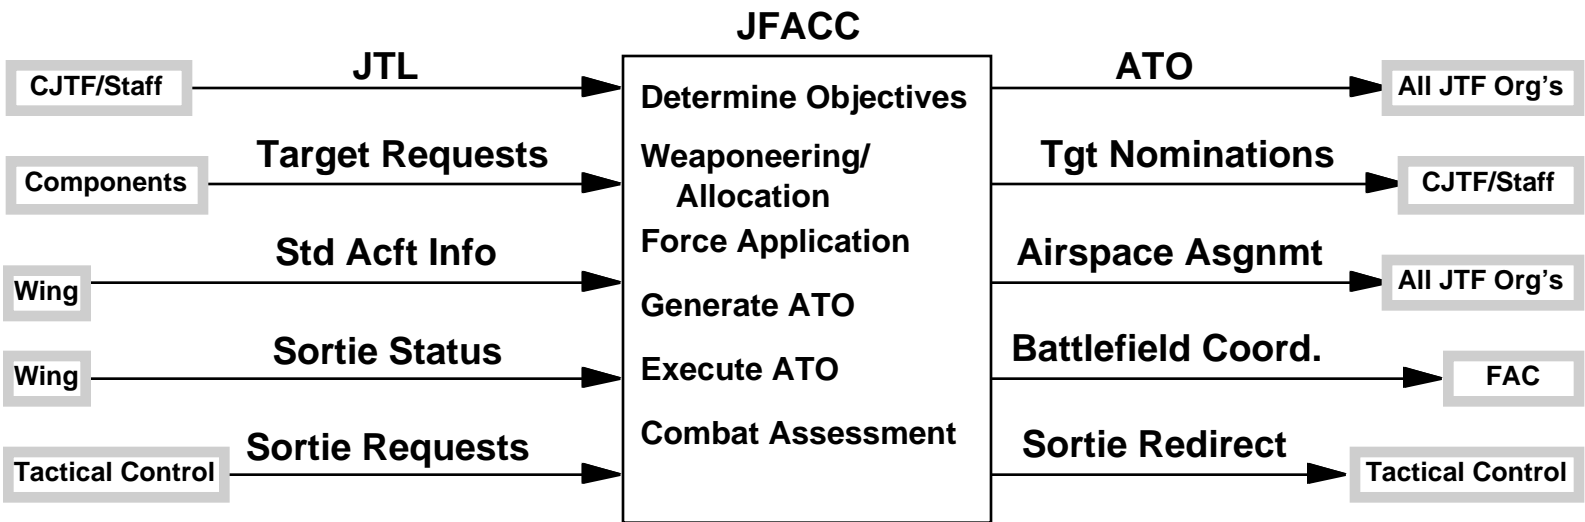 JFACC
CJTF/Staff
JTL
Components
Target Requests
Wing
Std Acft Info
Wing
Sortie Status
Tactical Control
Sortie Requests
Determine Objectives
Weaponeering/
Allocation
Force Application
Generate ATO
Execute ATO
Combat Assessment
ATO
All JTF Org's
Tgt Nominations
CJTF/Staff
Airspace Asgnmt
All JTF Org's
Battlefield Coord.
FAC
Sortie Redirect
Tactical Control